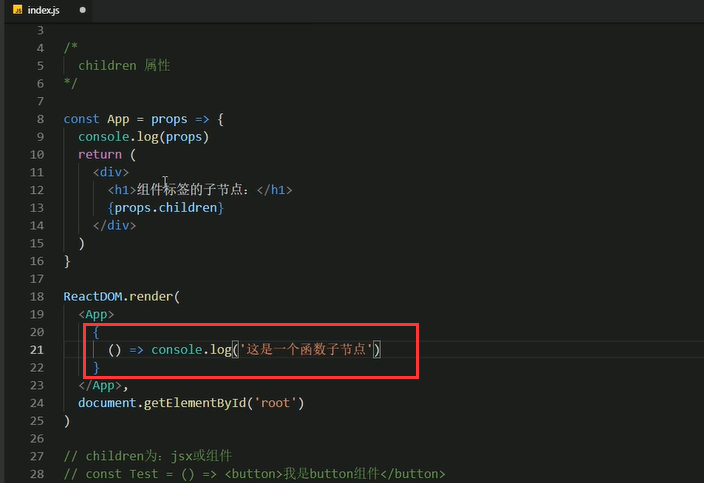 JS index.js
3
4 /*
5 children 属性
6 */
7
8 const App = props => {
9 console.log(props)
10 return (
11 <div>
12 <h1>组件标签的子节点：</h1>
13 {props.children}
14 </div>
15 )
16 }
17
18 ReactDOM.render(
19 <App>
20 {
21 () => console.log('这是一个函数子节点')
22 }
23 </App>,
24 document.getElementById('root')
25 )
26
27 // children为：jsx或组件
28 // const Test = () => <button>我是button组件</button>